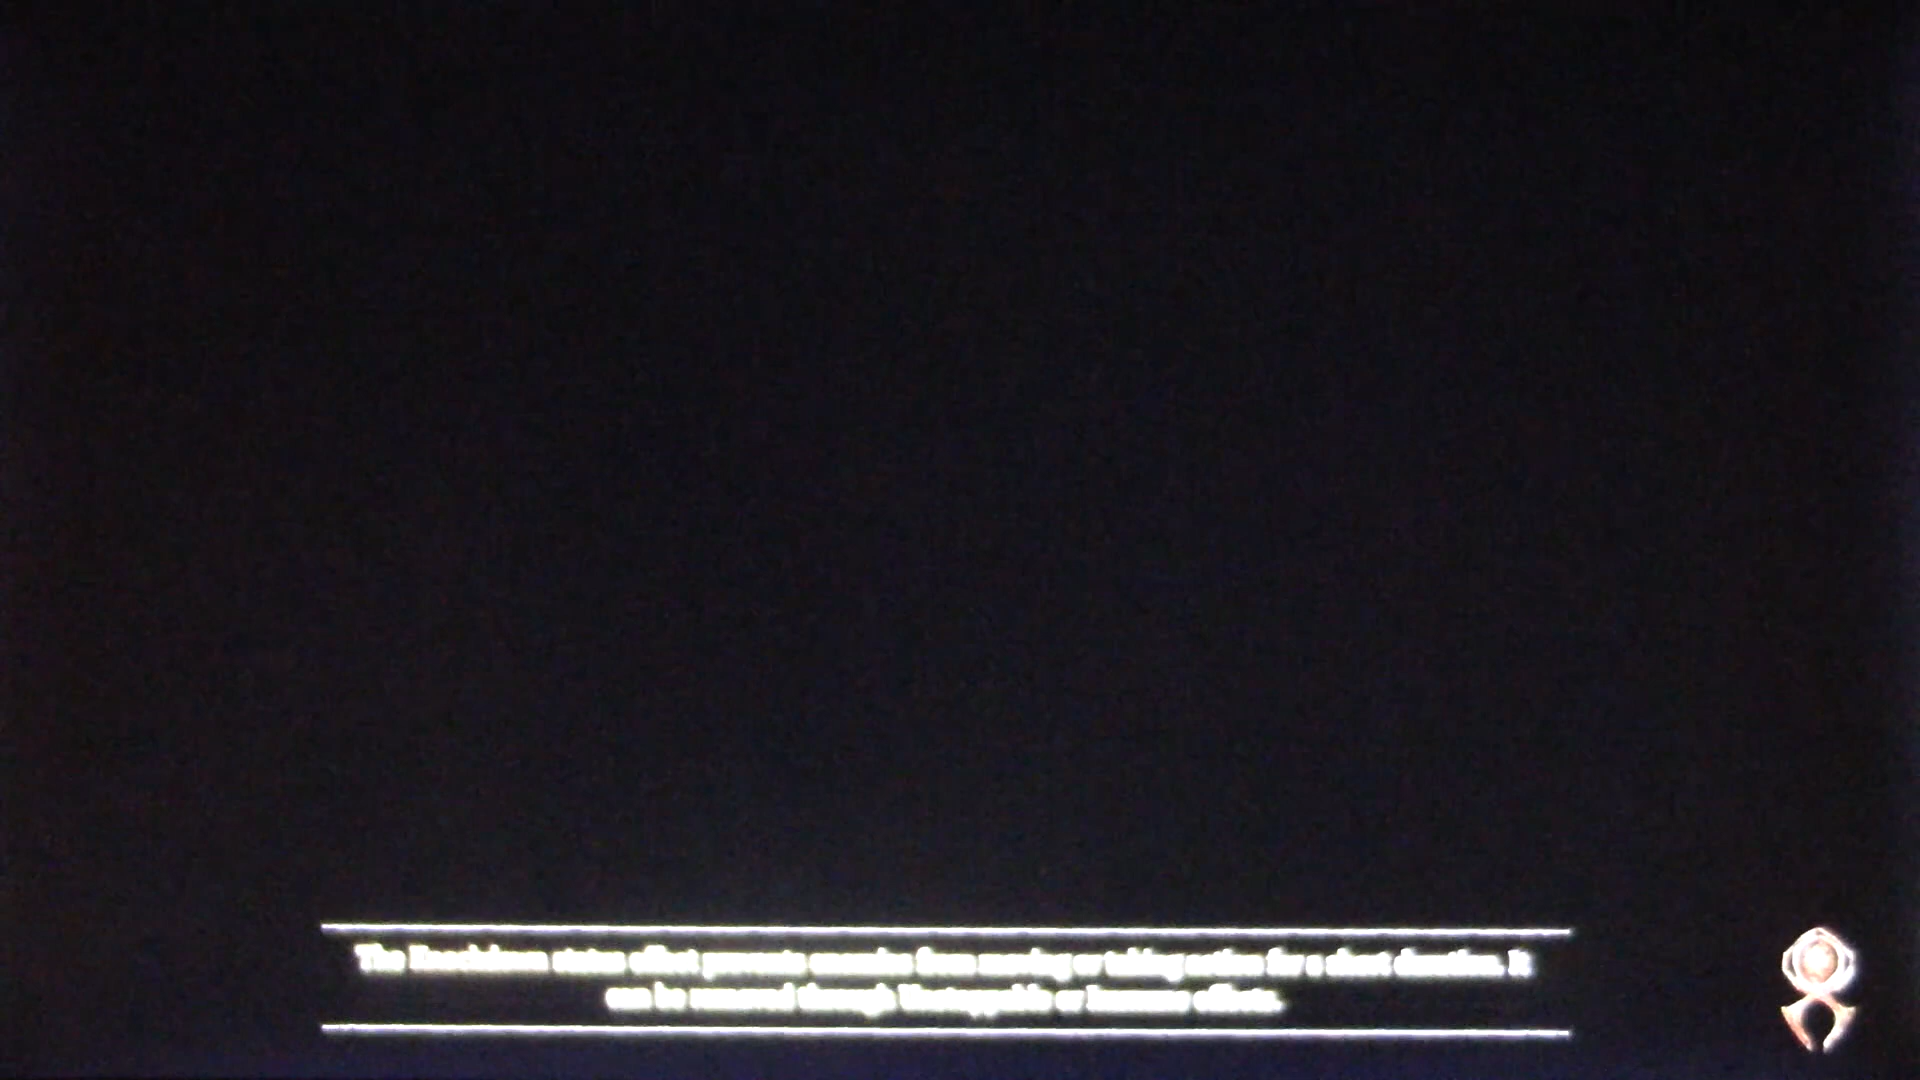 The Knockdown status effect prevents enemies from moving or taking action for a short duration. It
can be removed through Unstoppable or Immune effects.